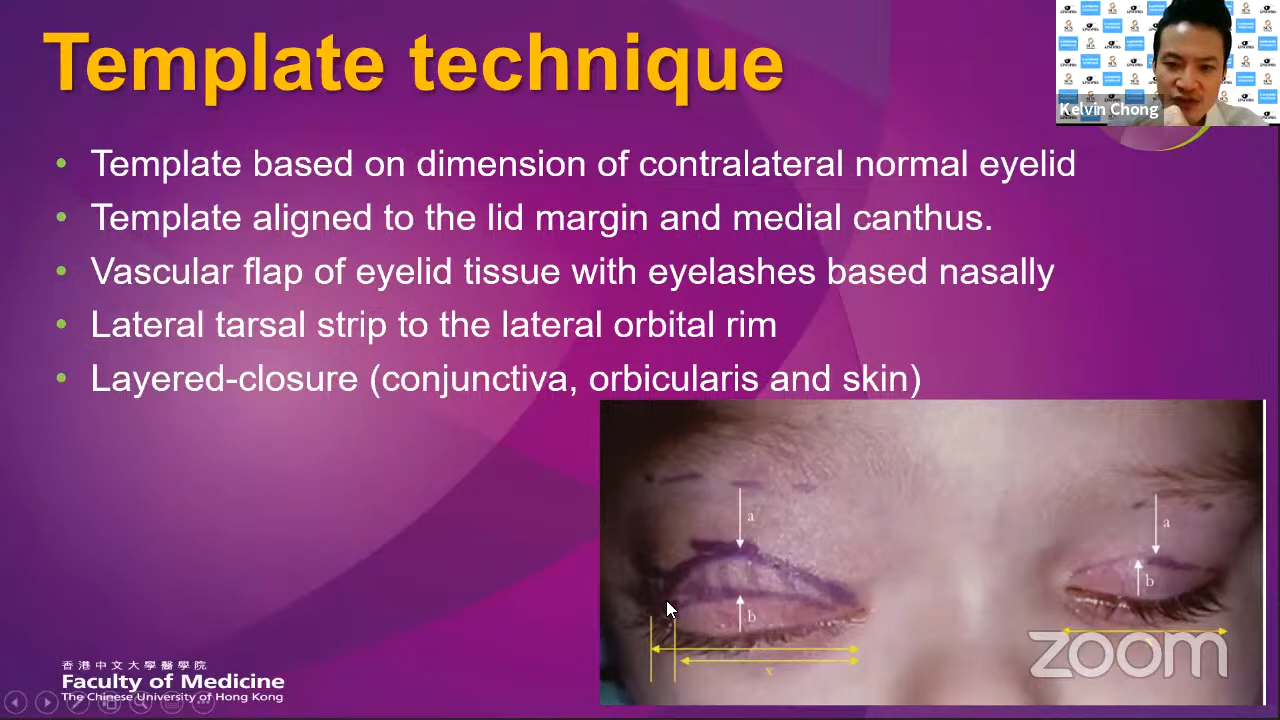 Template technique
Kelvin Chong
• Template based on dimension of contralateral normal eyelid
• Template aligned to the lid margin and medial canthus.
• Vascular flap of eyelid tissue with eyelashes based nasally
• Lateral tarsal strip to the lateral orbital rim
• Layered-closure (conjunctiva, orbicularis and skin)
a
a
b
b
x
zoom
香港中文大學醫學院
Faculty of Medicine
The Chinese University of Hong Kong